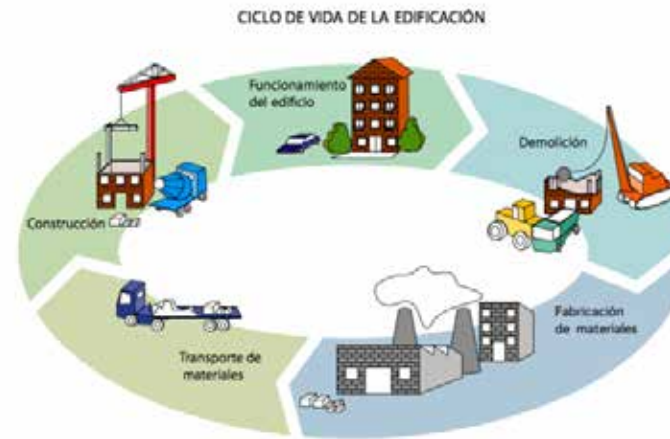 CICLO DE VIDA DE LA EDIFICACIÓN
Funcionamiento
del edificio
Demolición
Construcción
Fabricación
de materiales
Transporte de
materiales